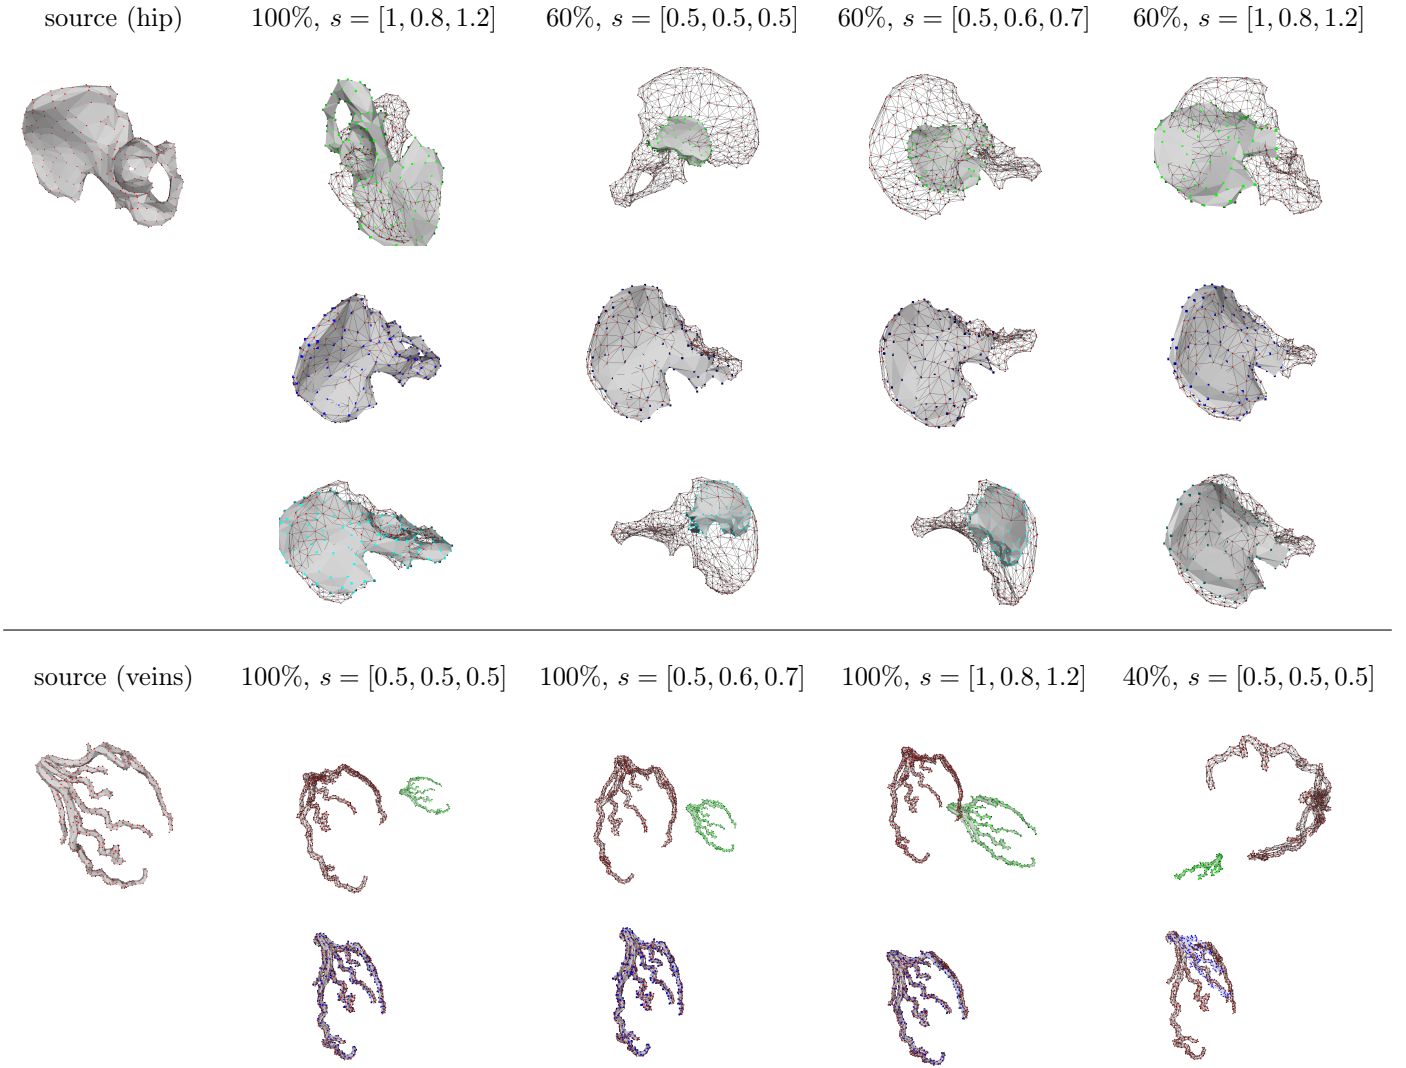 source (hip)
100%, s = [1, 0.8, 1.2]
60%, s = [0.5, 0.5, 0.5]
60%, s = [0.5, 0.6, 0.7]
60%, s = [1, 0.8, 1.2]
source (veins)
100%, s = [0.5, 0.5, 0.5]
100%, s = [0.5, 0.6, 0.7]
100%, s = [1, 0.8, 1.2]
40%, s = [0.5, 0.5, 0.5]